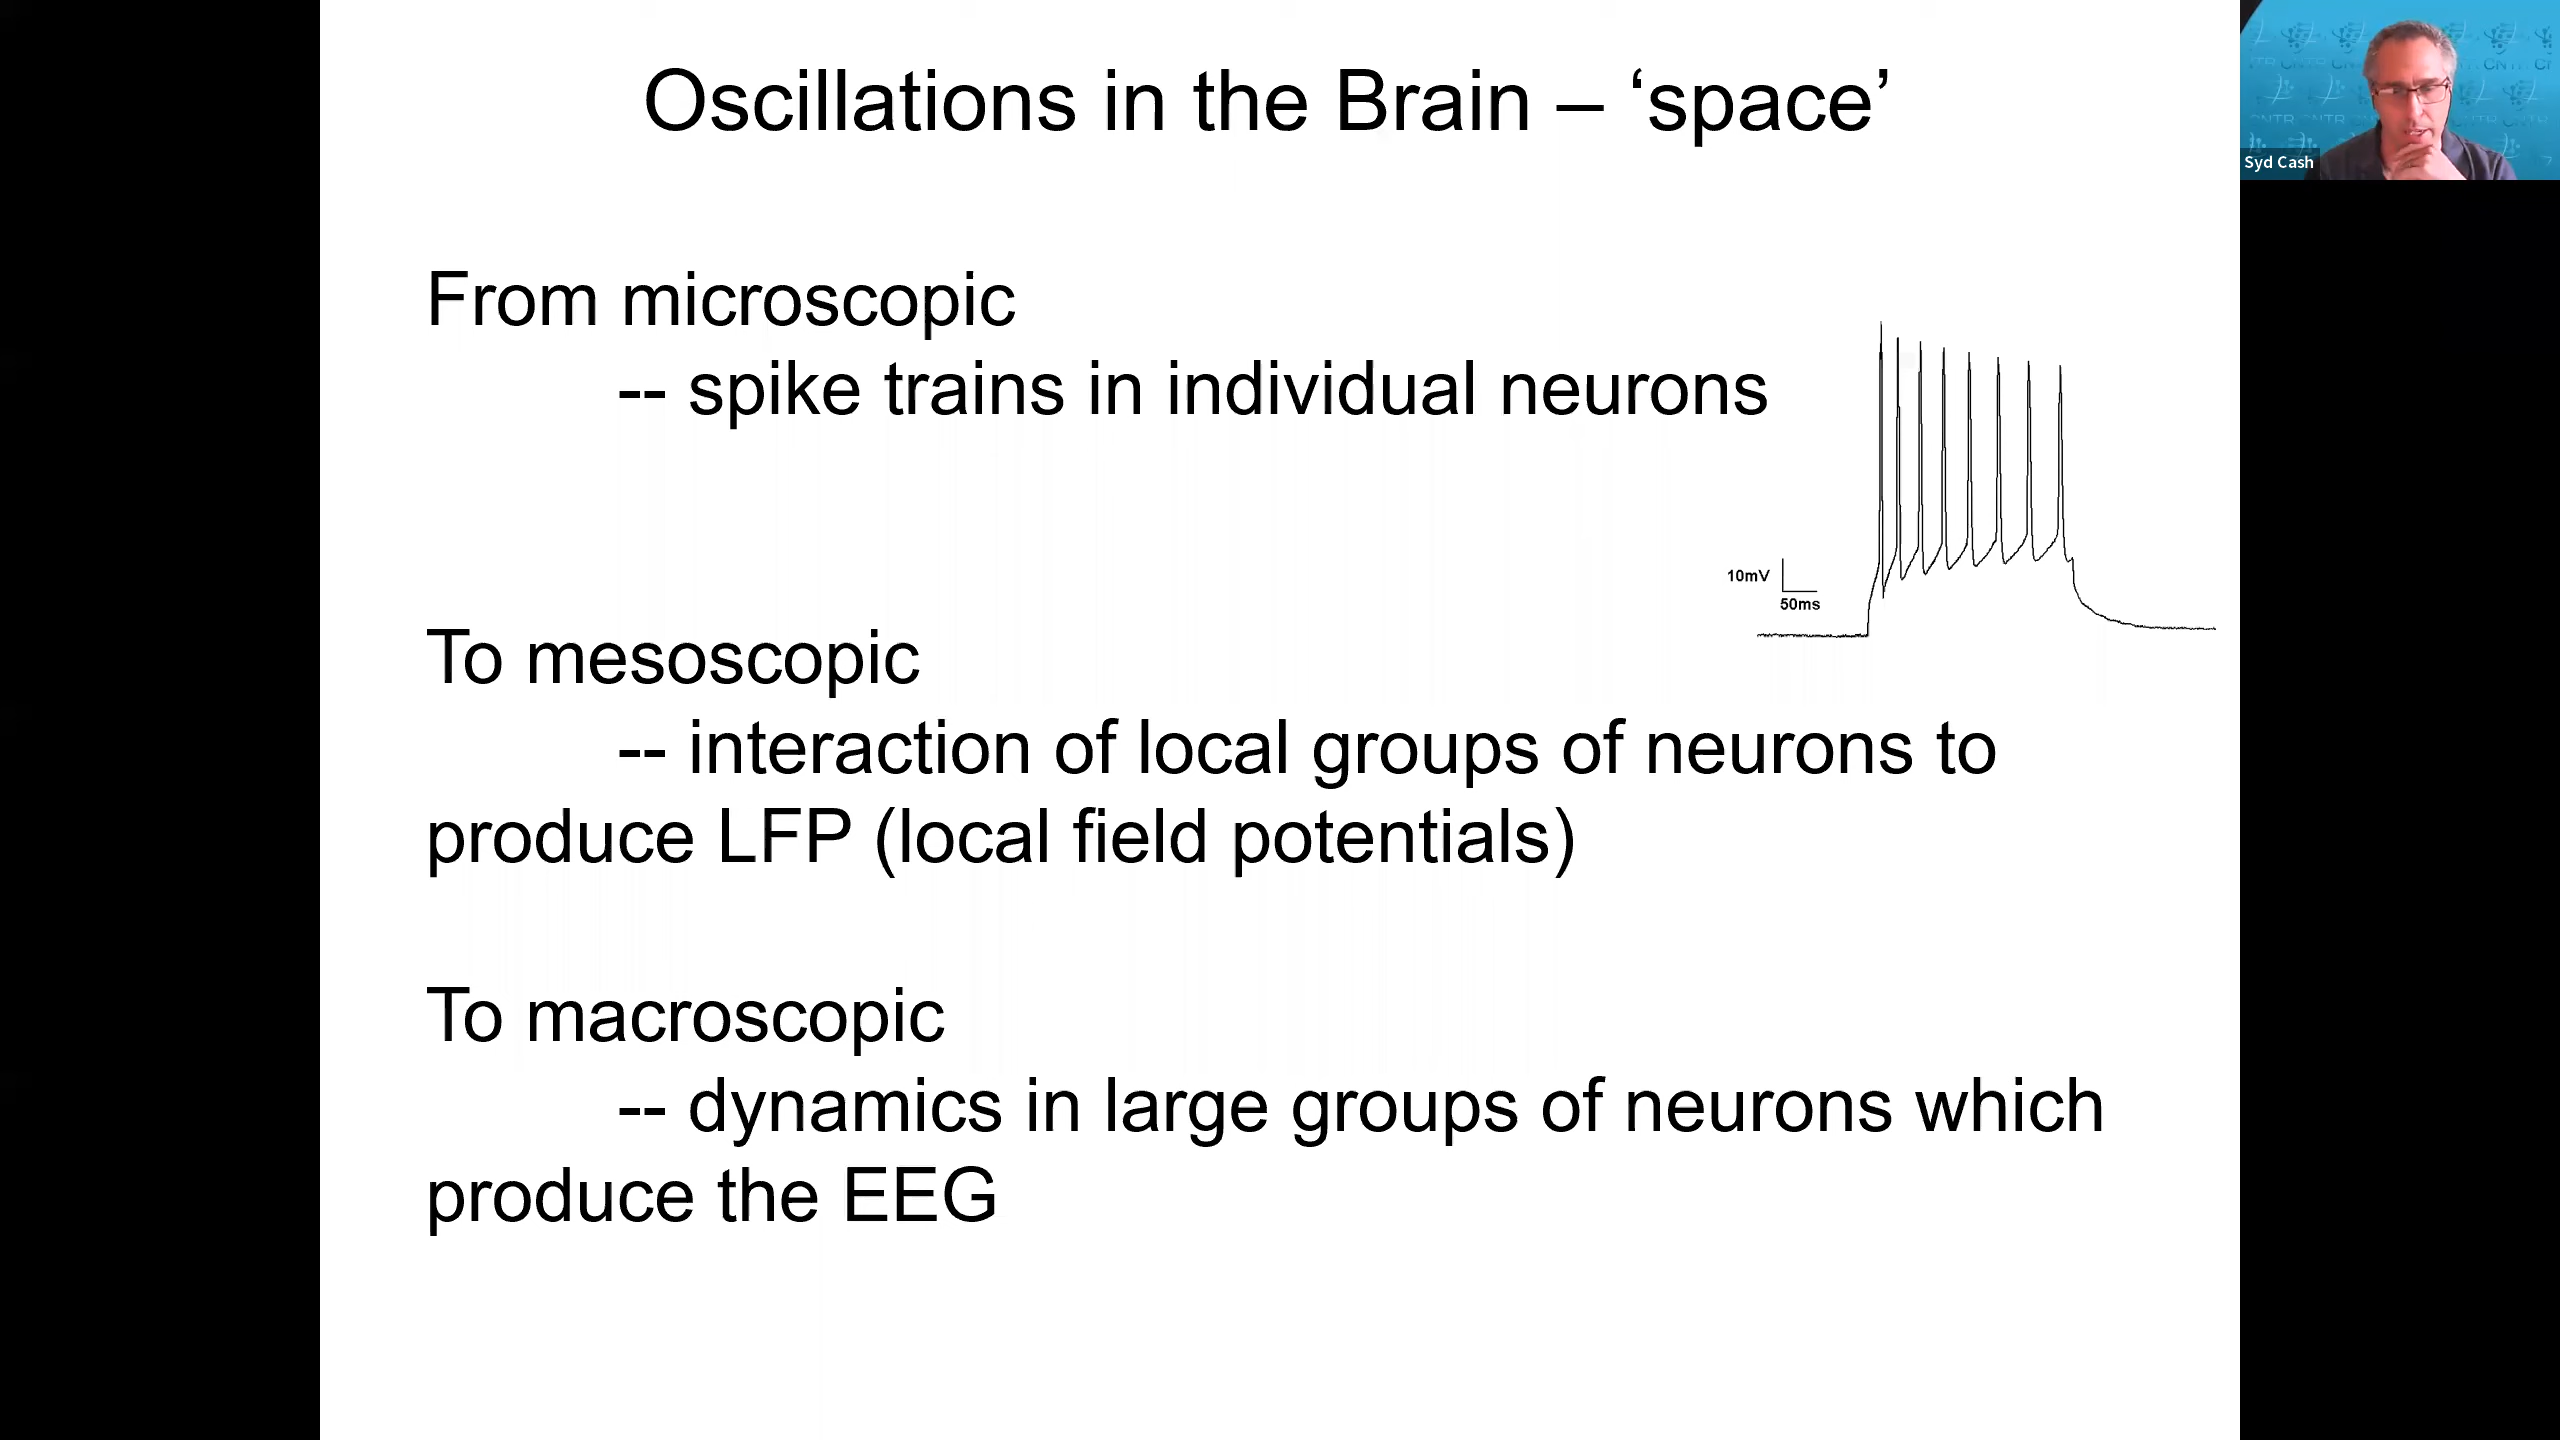 Oscillations in the Brain – ‘space’
Syd Cash
From microscopic
-- spike trains in individual neurons
10mV
50ms
To mesoscopic
-- interaction of local groups of neurons to
produce LFP (local field potentials)
To macroscopic
-- dynamics in large groups of neurons which
produce the EEG